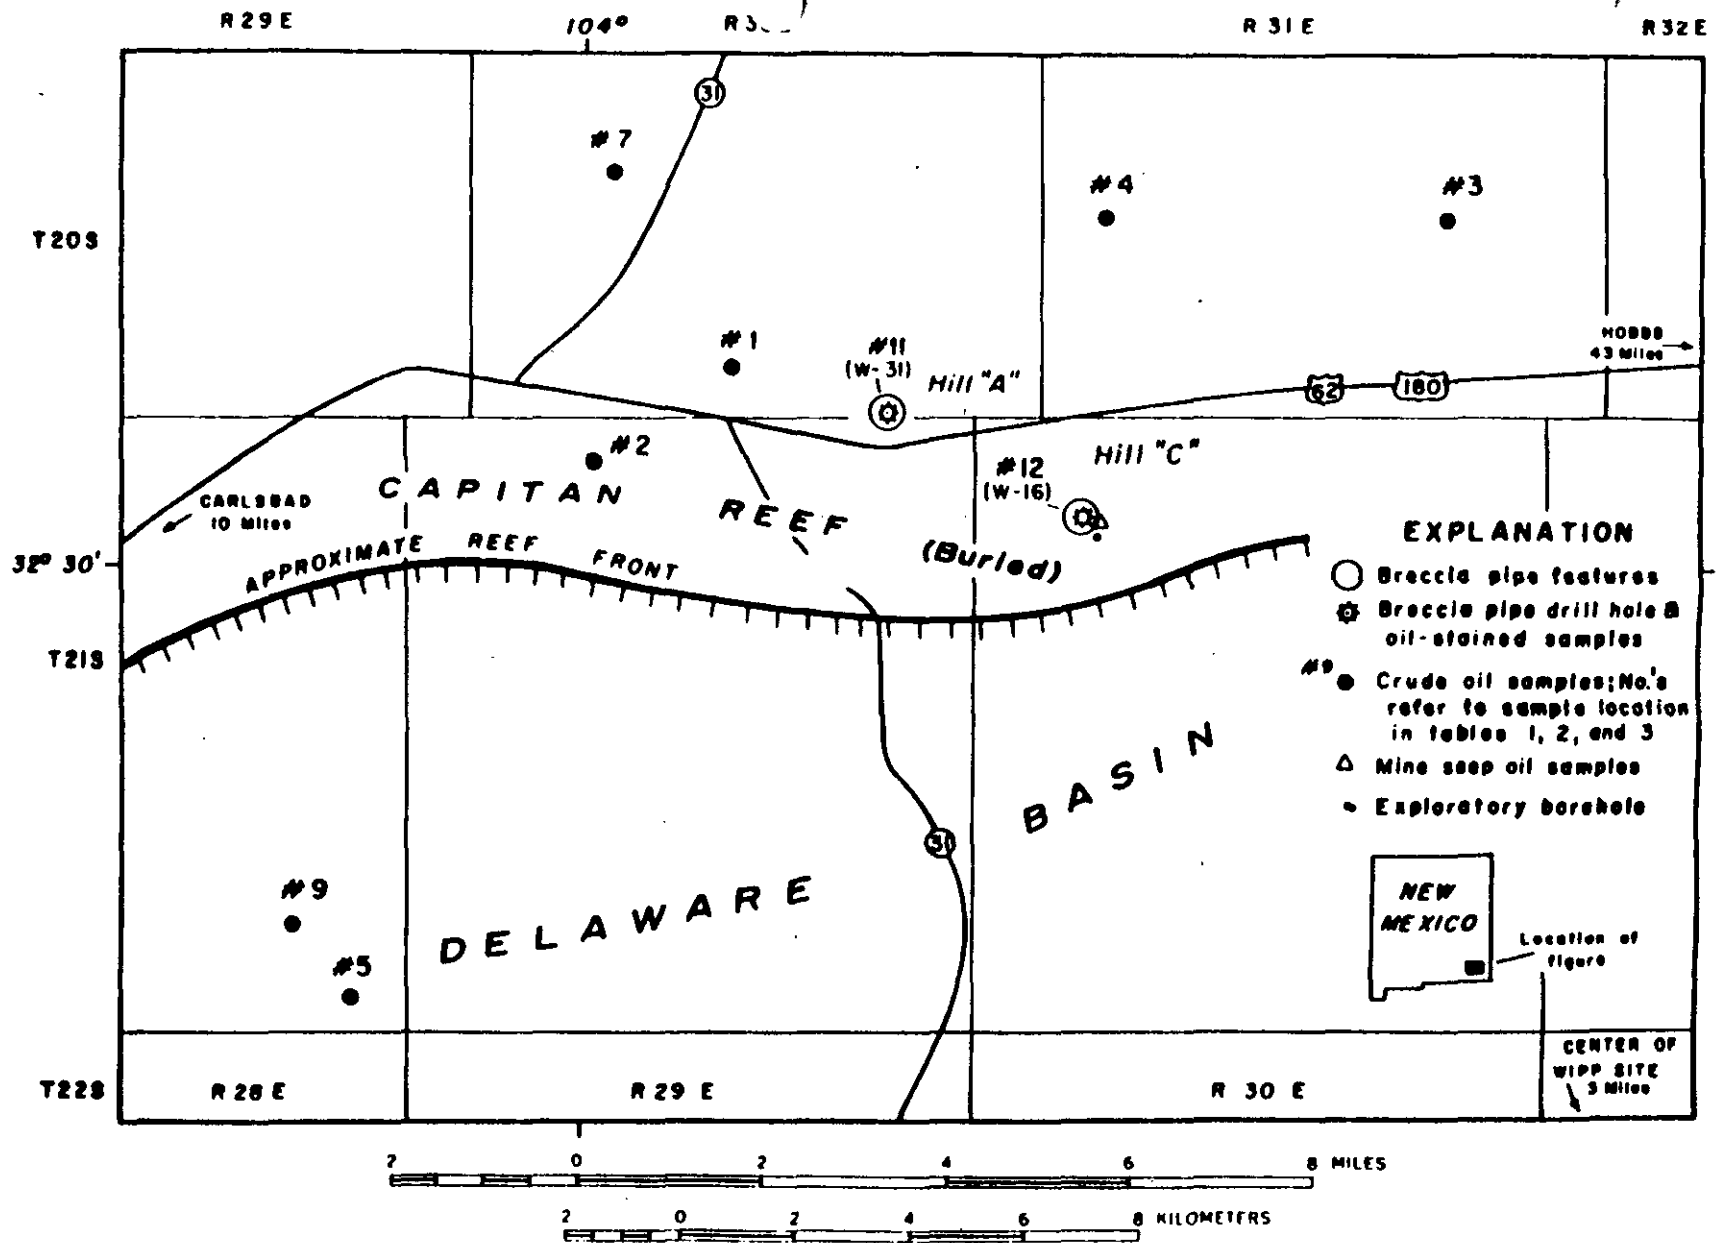 R 29 E
104°
R 3
R 31 E
R 32 E
31
#7
#4
#3
T20S
#1
#11
(W-31)
Hill "A"
HOBBS
43 Miles
62
180
#2
Hill "C"
#12
(W-16)
CAPITAN
REEF
(Buried)
CARLSBAD
10 Miles
32° 30'
APPROXIMATE REEF FRONT
EXPLANATION
Breccia pipe features
Breccia pipe drill hole &
oil-stained samples
#9
Crude oil samples; No.'s
refer to sample location
in tables 1, 2, and 3
Mine seep oil samples
Exploratory borehole
T21S
DELAWARE
BASIN
31
#9
#5
NEW
MEXICO
Location of
figure
CENTER OF
WIPP SITE
3 Miles
T22S
R 28 E
R 29 E
R 30 E
2 0 2 4 6 8 MILES
2 0 2 4 6 8 KILOMETERS